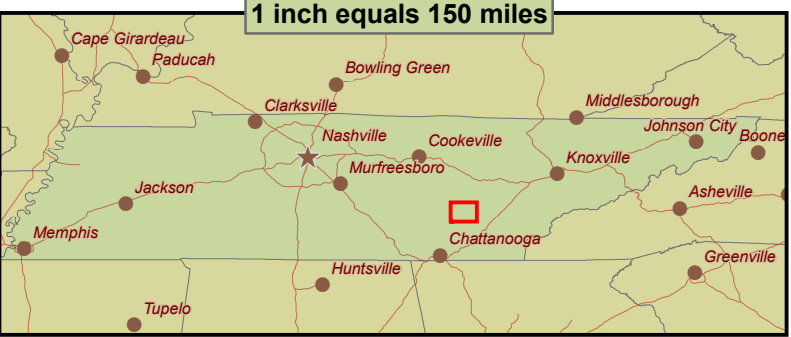 1 inch equals 150 miles
Cape Girardeau
Paducah
Bowling Green
Clarksville
Middlesborough
Nashville
Cookeville
Johnson City
Boone
Murfreesboro
Knoxville
Jackson
Asheville
Memphis
Chattanooga
Huntsville
Greenville
Tupelo